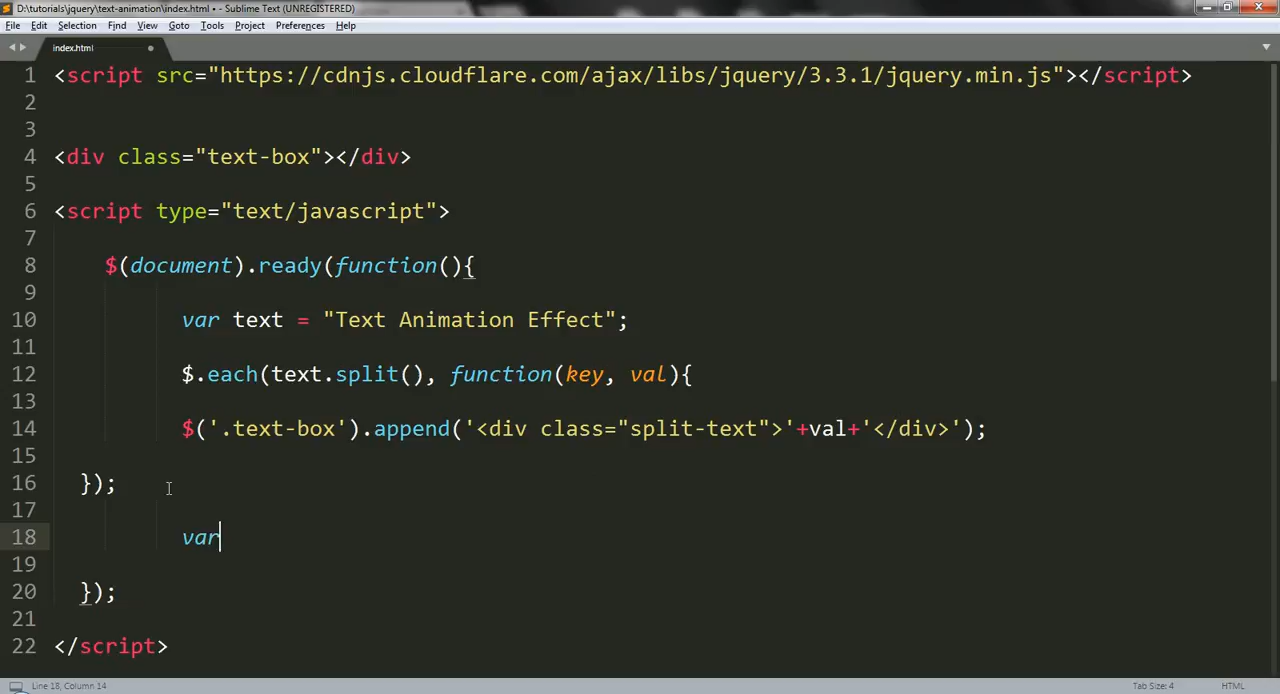 D:\tutorials\jquery\text-animation\index.html • - Sublime Text (UNREGISTERED)
File Edit Selection Find View Goto Tools Project Preferences Help
index.html
1 <script src="https://cdnjs.cloudflare.com/ajax/libs/jquery/3.3.1/jquery.min.js"></script>
2
3
4 <div class="text-box"></div>
5
6 <script type="text/javascript">
7
8 $(document).ready(function(){
9
10 var text = "Text Animation Effect";
11
12 $.each(text.split(), function(key, val){
13
14 $('.text-box').append('<div class="split-text">'+val+'</div>');
15
16 });
17
18 var
19
20 });
21
22 </script>
Line 18, Column 14 Tab Size: 4 HTML